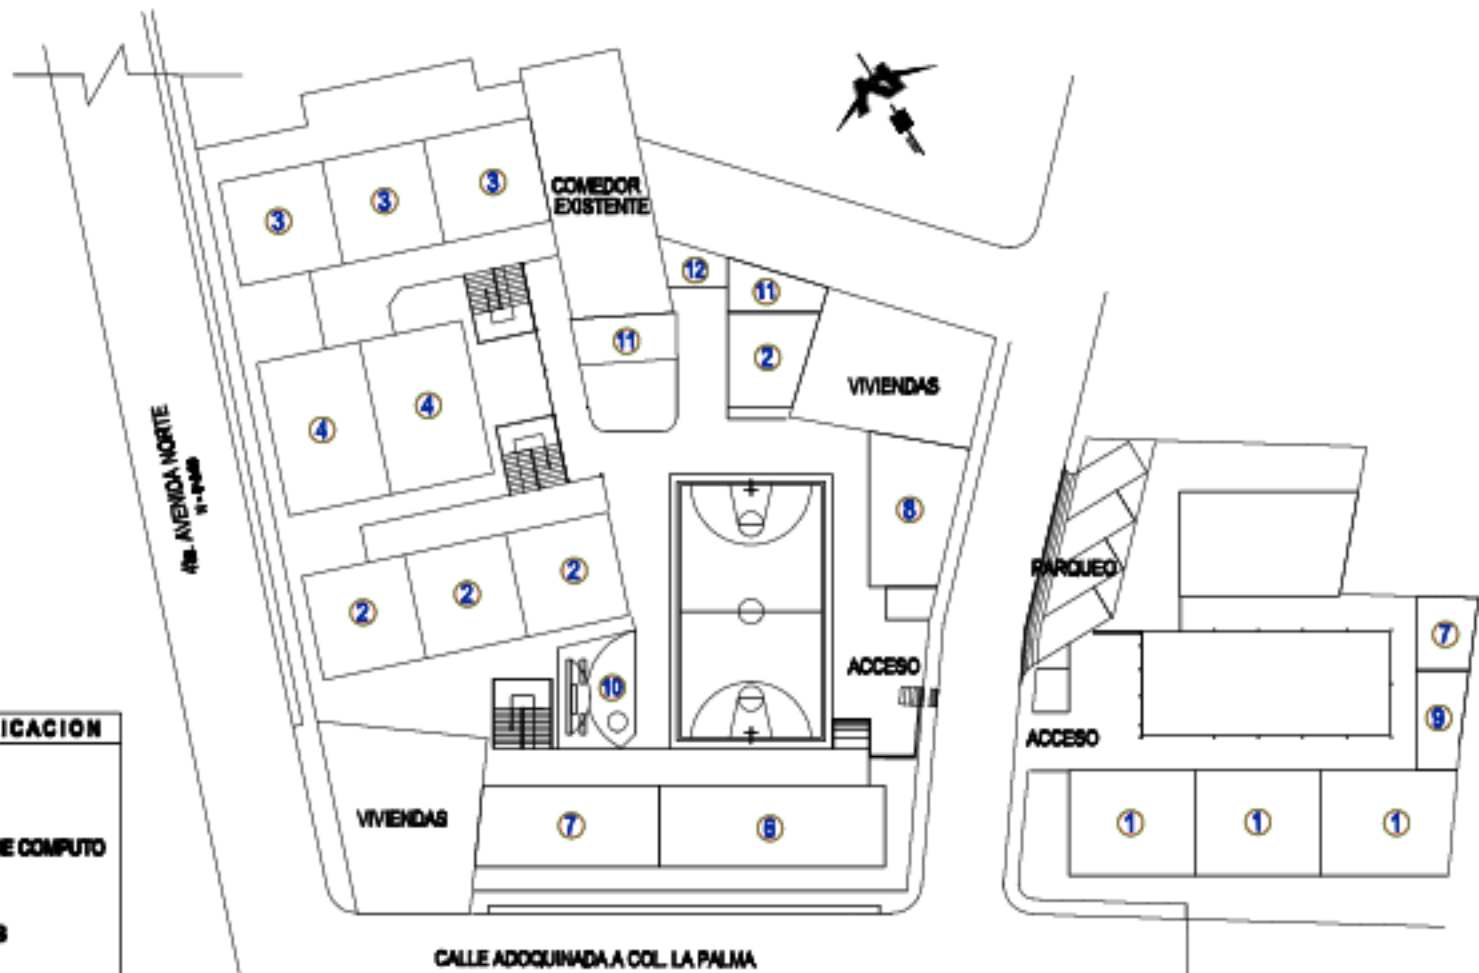 3
3
3
COMEDOR
EXISTENTE
12
11
11
2
VIVIENDAS
4
4
4ta. AVENIDA NORTE
8
2
2
2
PARQUEO
7
10
ACCESO
9
ICACION
ACCESO
VIVIENDAS
7
6
1
1
1
E COMPUTO
S
CALLE ADOQUINADA A COL. LA PALMA